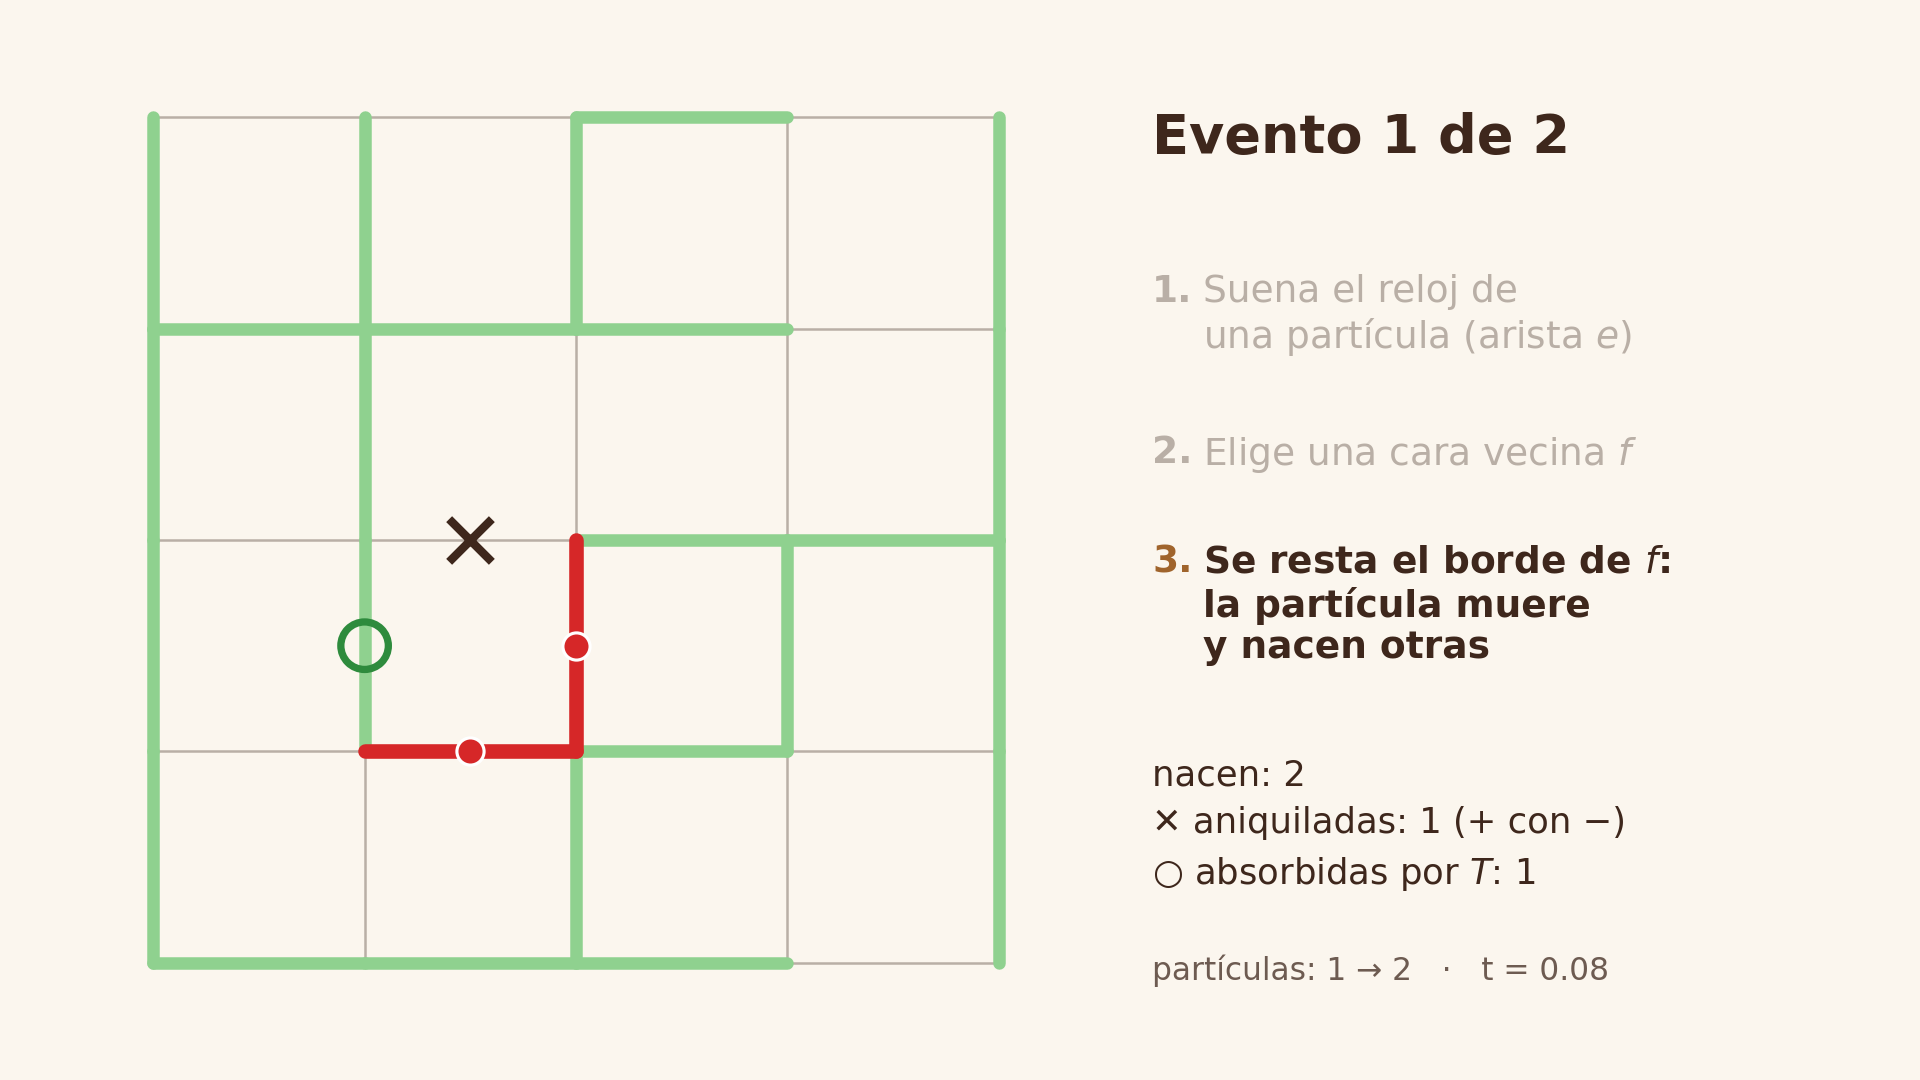 Evento 1 de 2
1. Suena el reloj de
una partícula (arista e)
2. Elige una cara vecina f
3. Se resta el borde de f:
la partícula muere
y nacen otras
nacen: 2
✕ aniquiladas: 1 (+ con −)
○ absorbidas por T: 1
partículas: 1 → 2 · t = 0.08